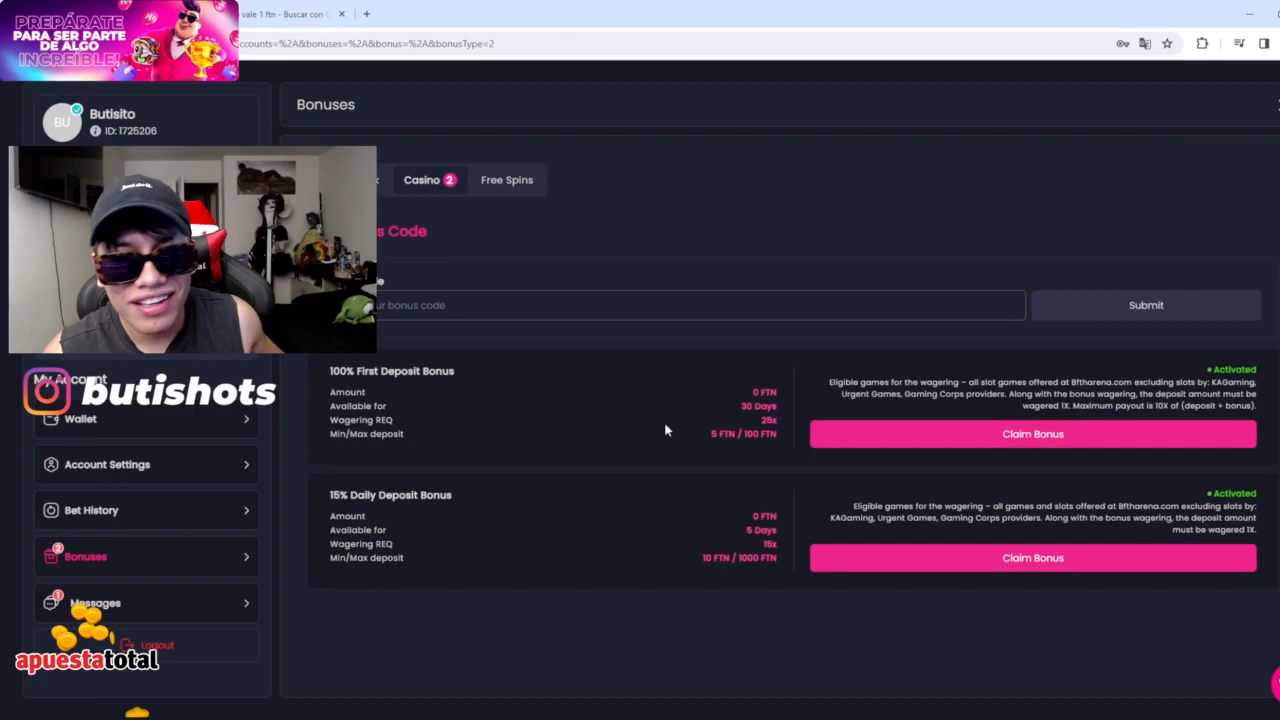 PREPÁRATE
PARA SER PARTE
DE ALGO
INCREÍBLE!
vale 1 ftn - Buscar con
ccounts=%2A&bonuses=%2A&bonus=%2A&bonusType=2
BU
Butisito
ID: 1725206
Bonuses
Casino 2
Free Spins
s Code
ur bonus code
Submit
My Account
butishots
Wallet
Account Settings
Bet History
2
Bonuses
1
Messages
Logout
apuestatotal
100% First Deposit Bonus
Amount 0 FTN
Available for 30 Days
Wagering REQ 25x
Min/Max deposit 5 FTN / 100 FTN
Activated
Eligible games for the wagering – all slot games offered at Bftharena.com excluding slots by: KAGaming,
Urgent Games, Gaming Corps providers. Along with the bonus wagering, the deposit amount must be
wagered 1X. Maximum payout is 10X of (deposit + bonus).
Claim Bonus
15% Daily Deposit Bonus
Amount 0 FTN
Available for 5 Days
Wagering REQ 15x
Min/Max deposit 10 FTN / 1000 FTN
Activated
Eligible games for the wagering – all games and slots offered at Bftharena.com excluding slots by:
KAGaming, Urgent Games, Gaming Corps providers. Along with the bonus wagering, the deposit amount
must be wagered 1X.
Claim Bonus